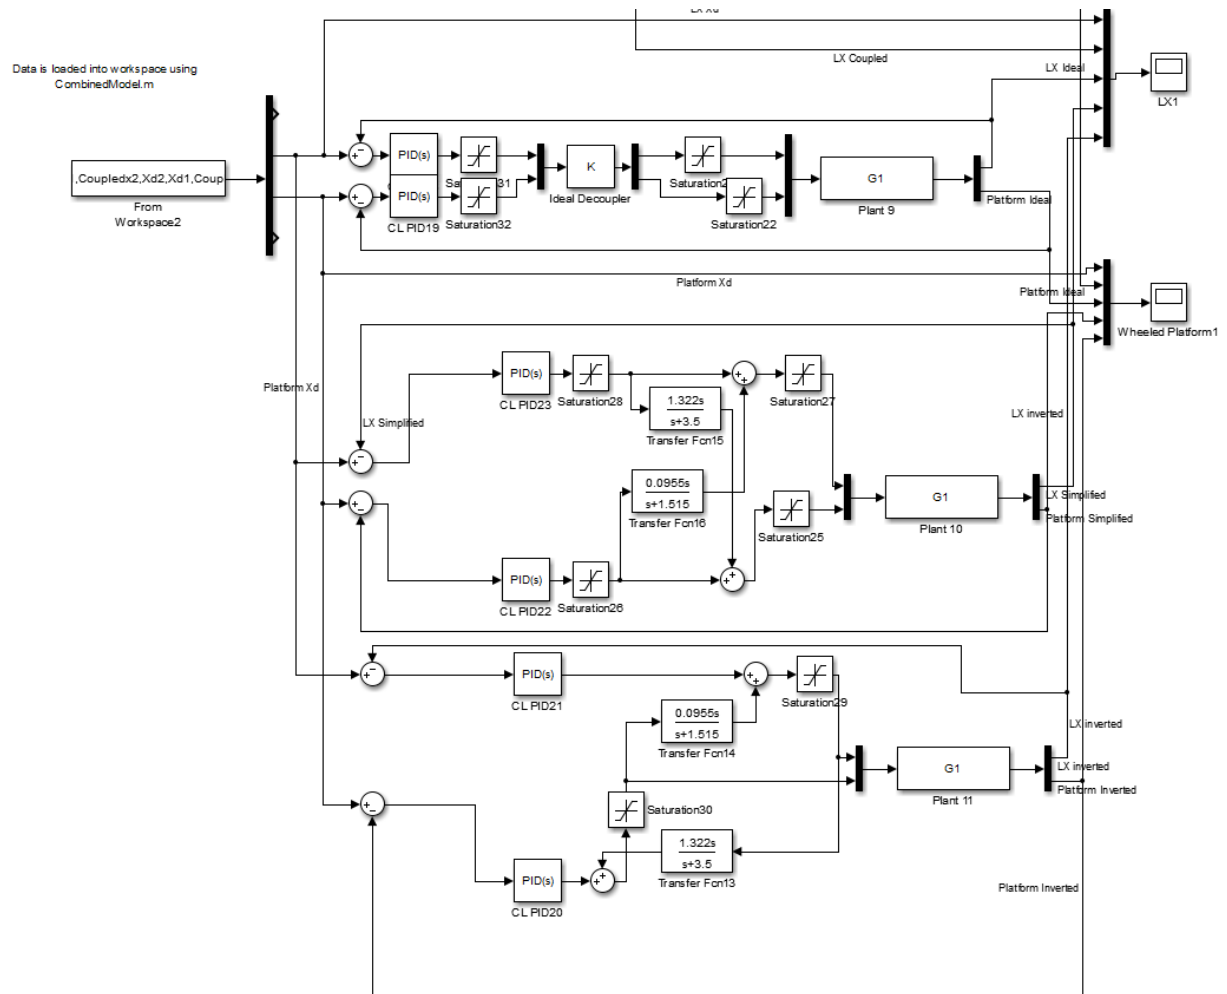 LX Xd
Data is loaded into workspace using
CombinedModel.m
LX Coupled
LX Ideal
LX1
,Coupledx2,Xd2,Xd1,Coup
From
Workspace2
PID(s)
PID(s)
CL PID19
Saturation32
K
Ideal Decoupler
Saturation22
G1
Plant 9
Platform Ideal
Platform Xd
Platform Ideal
Wheeled Platform1
Platform Xd
LX Simplified
PID(s)
CL PID23
Saturation28
1.322s
s+3.5
Transfer Fcn15
Saturation27
LX inverted
0.0955s
s+1.515
Transfer Fcn16
Saturation25
G1
Plant 10
LX Simplified
Platform Simplified
PID(s)
CL PID22
Saturation26
PID(s)
CL PID21
Saturation29
0.0955s
s+1.515
Transfer Fcn14
LX inverted
G1
Plant 11
LX inverted
Platform Inverted
Saturation30
1.322s
s+3.5
Transfer Fcn13
PID(s)
CL PID20
Platform Inverted